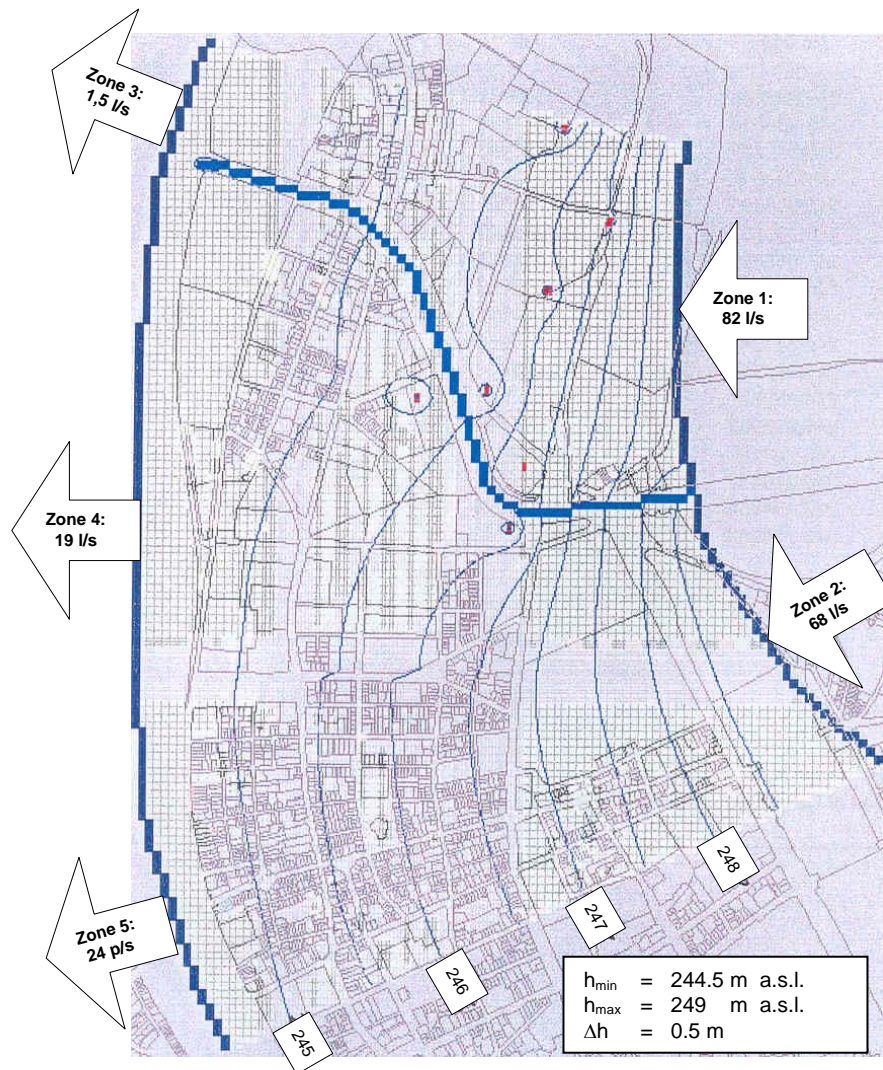 Zone 3:
1,5 l/s
Zone 1:
82 l/s
Zone 4:
19 l/s
Zone 2:
68 l/s
Zone 5:
24 p/s
248
247
246
245
hmin = 244.5 m a.s.l.
hmax = 249 m a.s.l.
Δh = 0.5 m